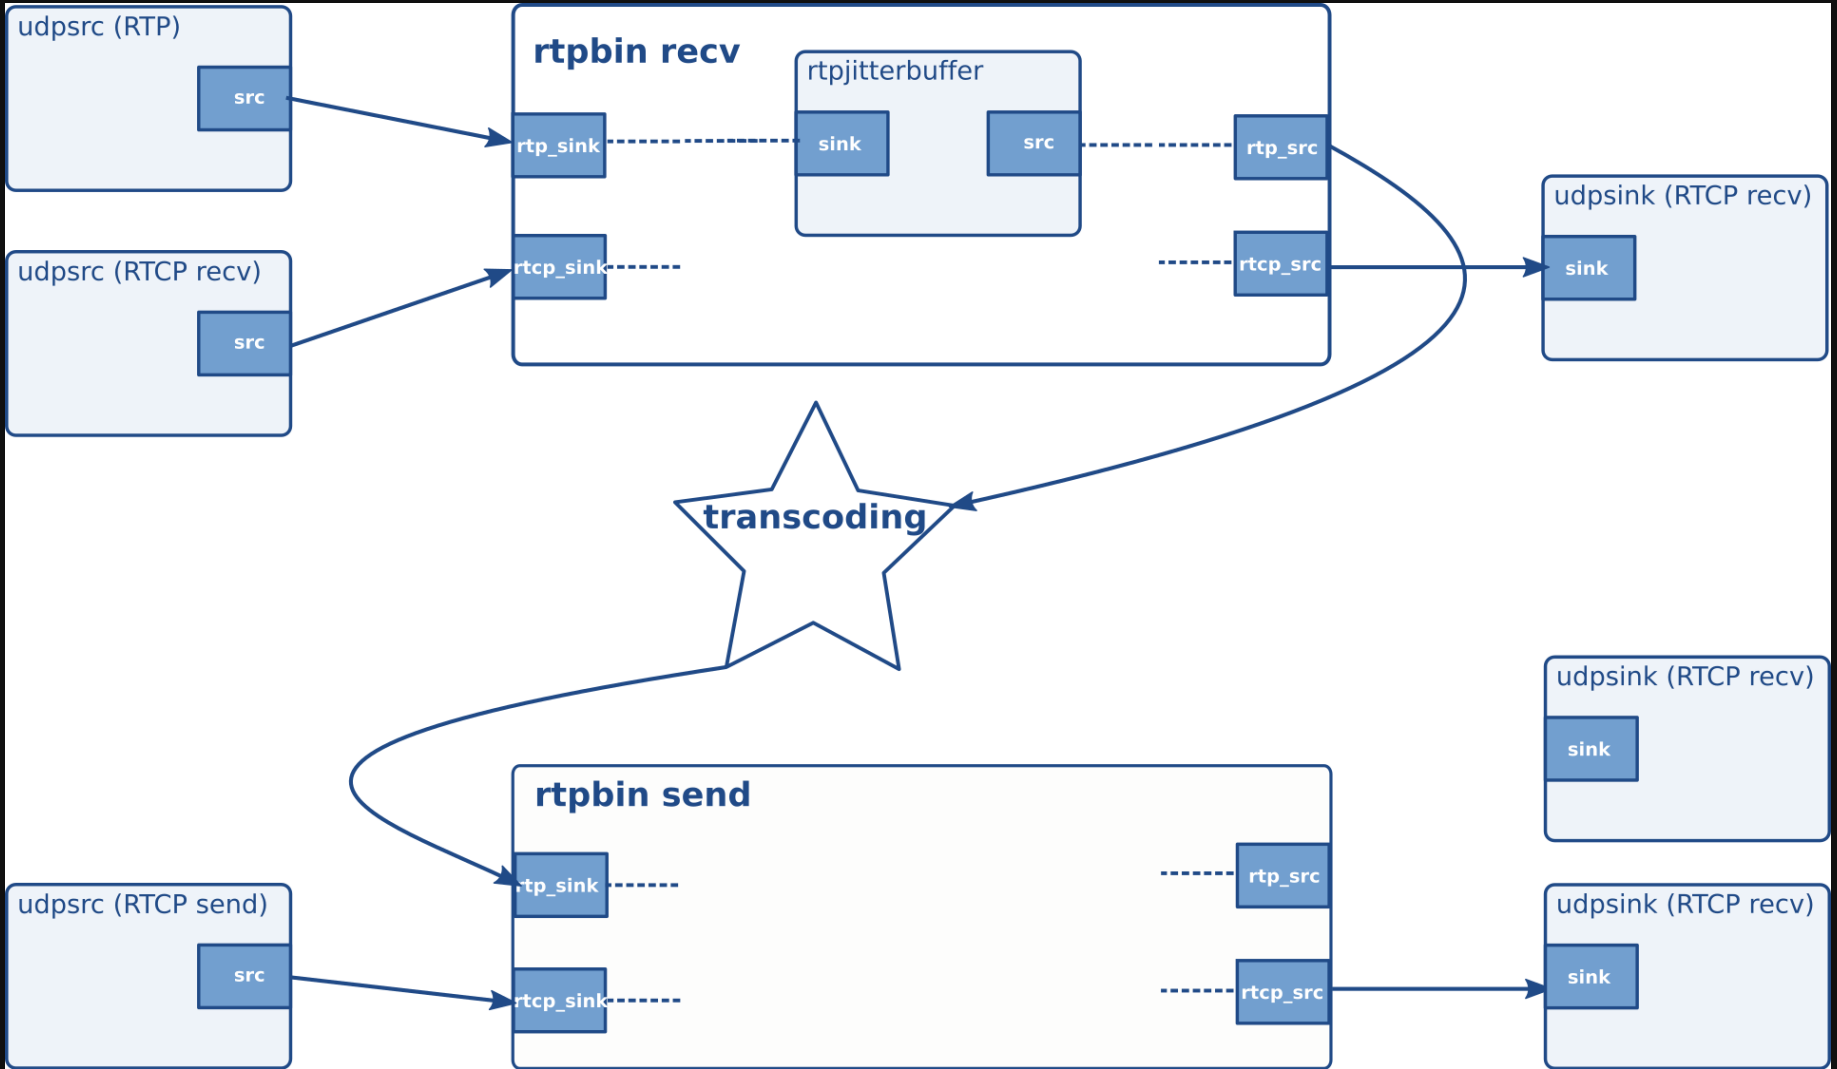 udpsrc (RTP)
src
rtpbin recv
rtpjitterbuffer
rtp_sink
sink
src
rtp_src
udpsink (RTCP recv)
sink
udpsrc (RTCP recv)
src
rtcp_sink
rtcp_src
transcoding
udpsink (RTCP recv)
sink
rtpbin send
rtp_sink
rtp_src
udpsrc (RTCP send)
src
rtcp_sink
rtcp_src
udpsink (RTCP recv)
sink